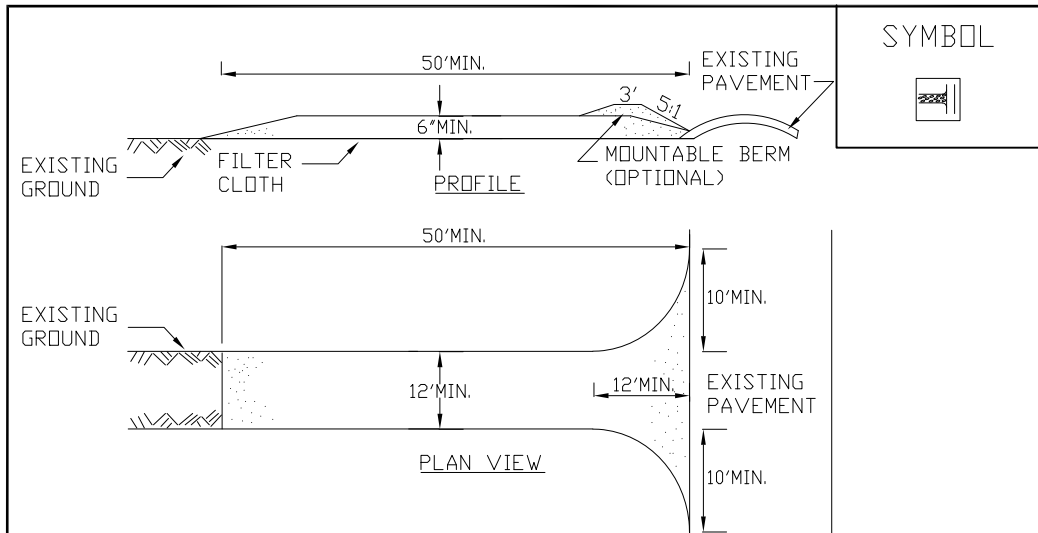 SYMBOL
50'MIN.
EXISTING
PAVEMENT
3'
5:1
6"MIN.
EXISTING
GROUND
FILTER
CLOTH
PROFILE
MOUNTABLE BERM
(OPTIONAL)
50'MIN.
10'MIN.
EXISTING
GROUND
12'MIN.
12'MIN.
EXISTING
PAVEMENT
PLAN VIEW
10'MIN.